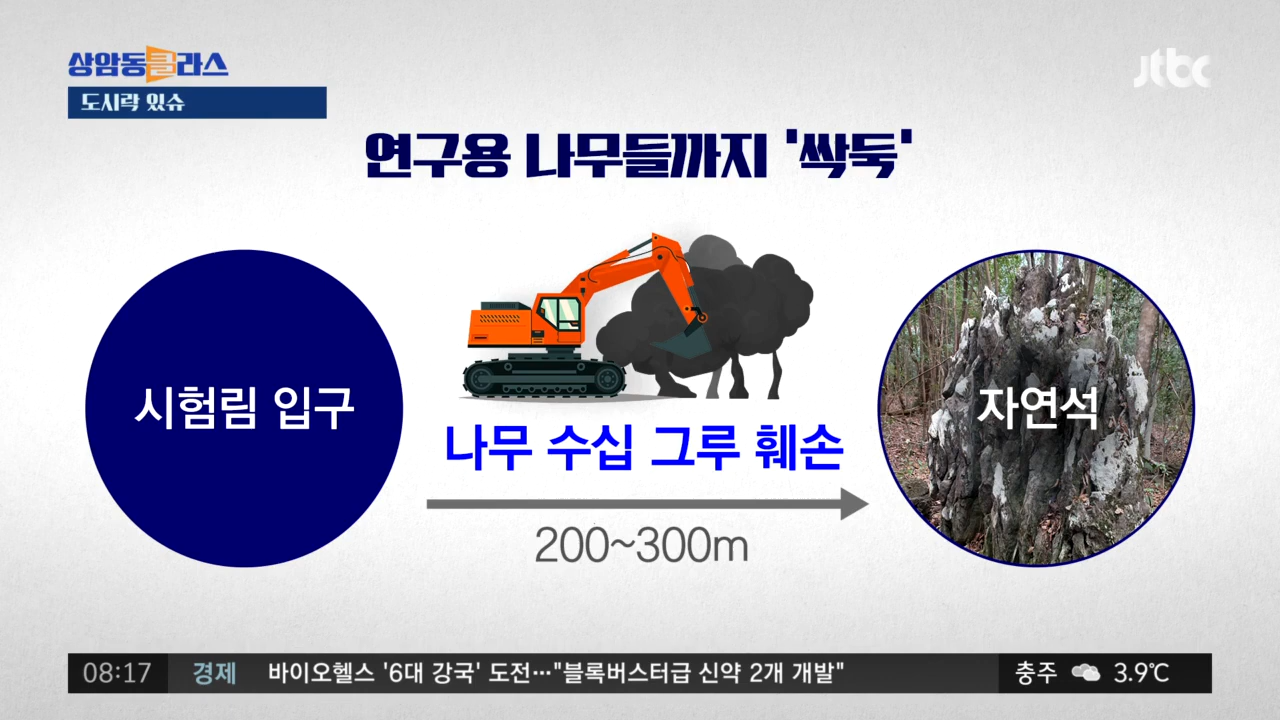 상암동클라스
jtbc
도시락 있슈
연구용 나무들까지 '싹둑'
시험림 입구
나무 수십 그루 훼손
200~300m
자연석
08:17 경제 바이오헬스 '6대 강국' 도전···"블록버스터급 신약 2개 개발" 충주 3.9℃